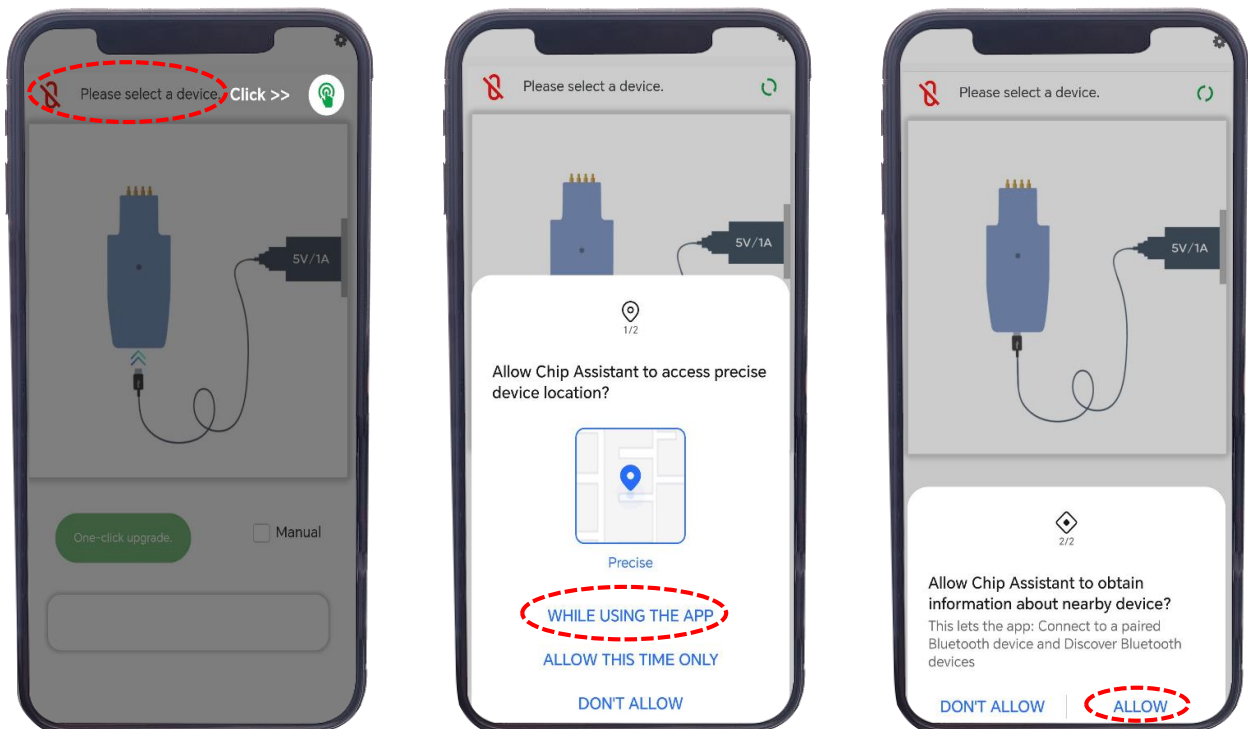 Please select a device. Click >>
5V/1A
One-click upgrade.
Manual
Please select a device.
5V/1A
1/2
Allow Chip Assistant to access precise
device location?
Precise
WHILE USING THE APP
ALLOW THIS TIME ONLY
DON'T ALLOW
Please select a device.
5V/1A
2/2
Allow Chip Assistant to obtain
information about nearby device?
This lets the app: Connect to a paired
Bluetooth device and Discover Bluetooth
devices
DON'T ALLOW
ALLOW